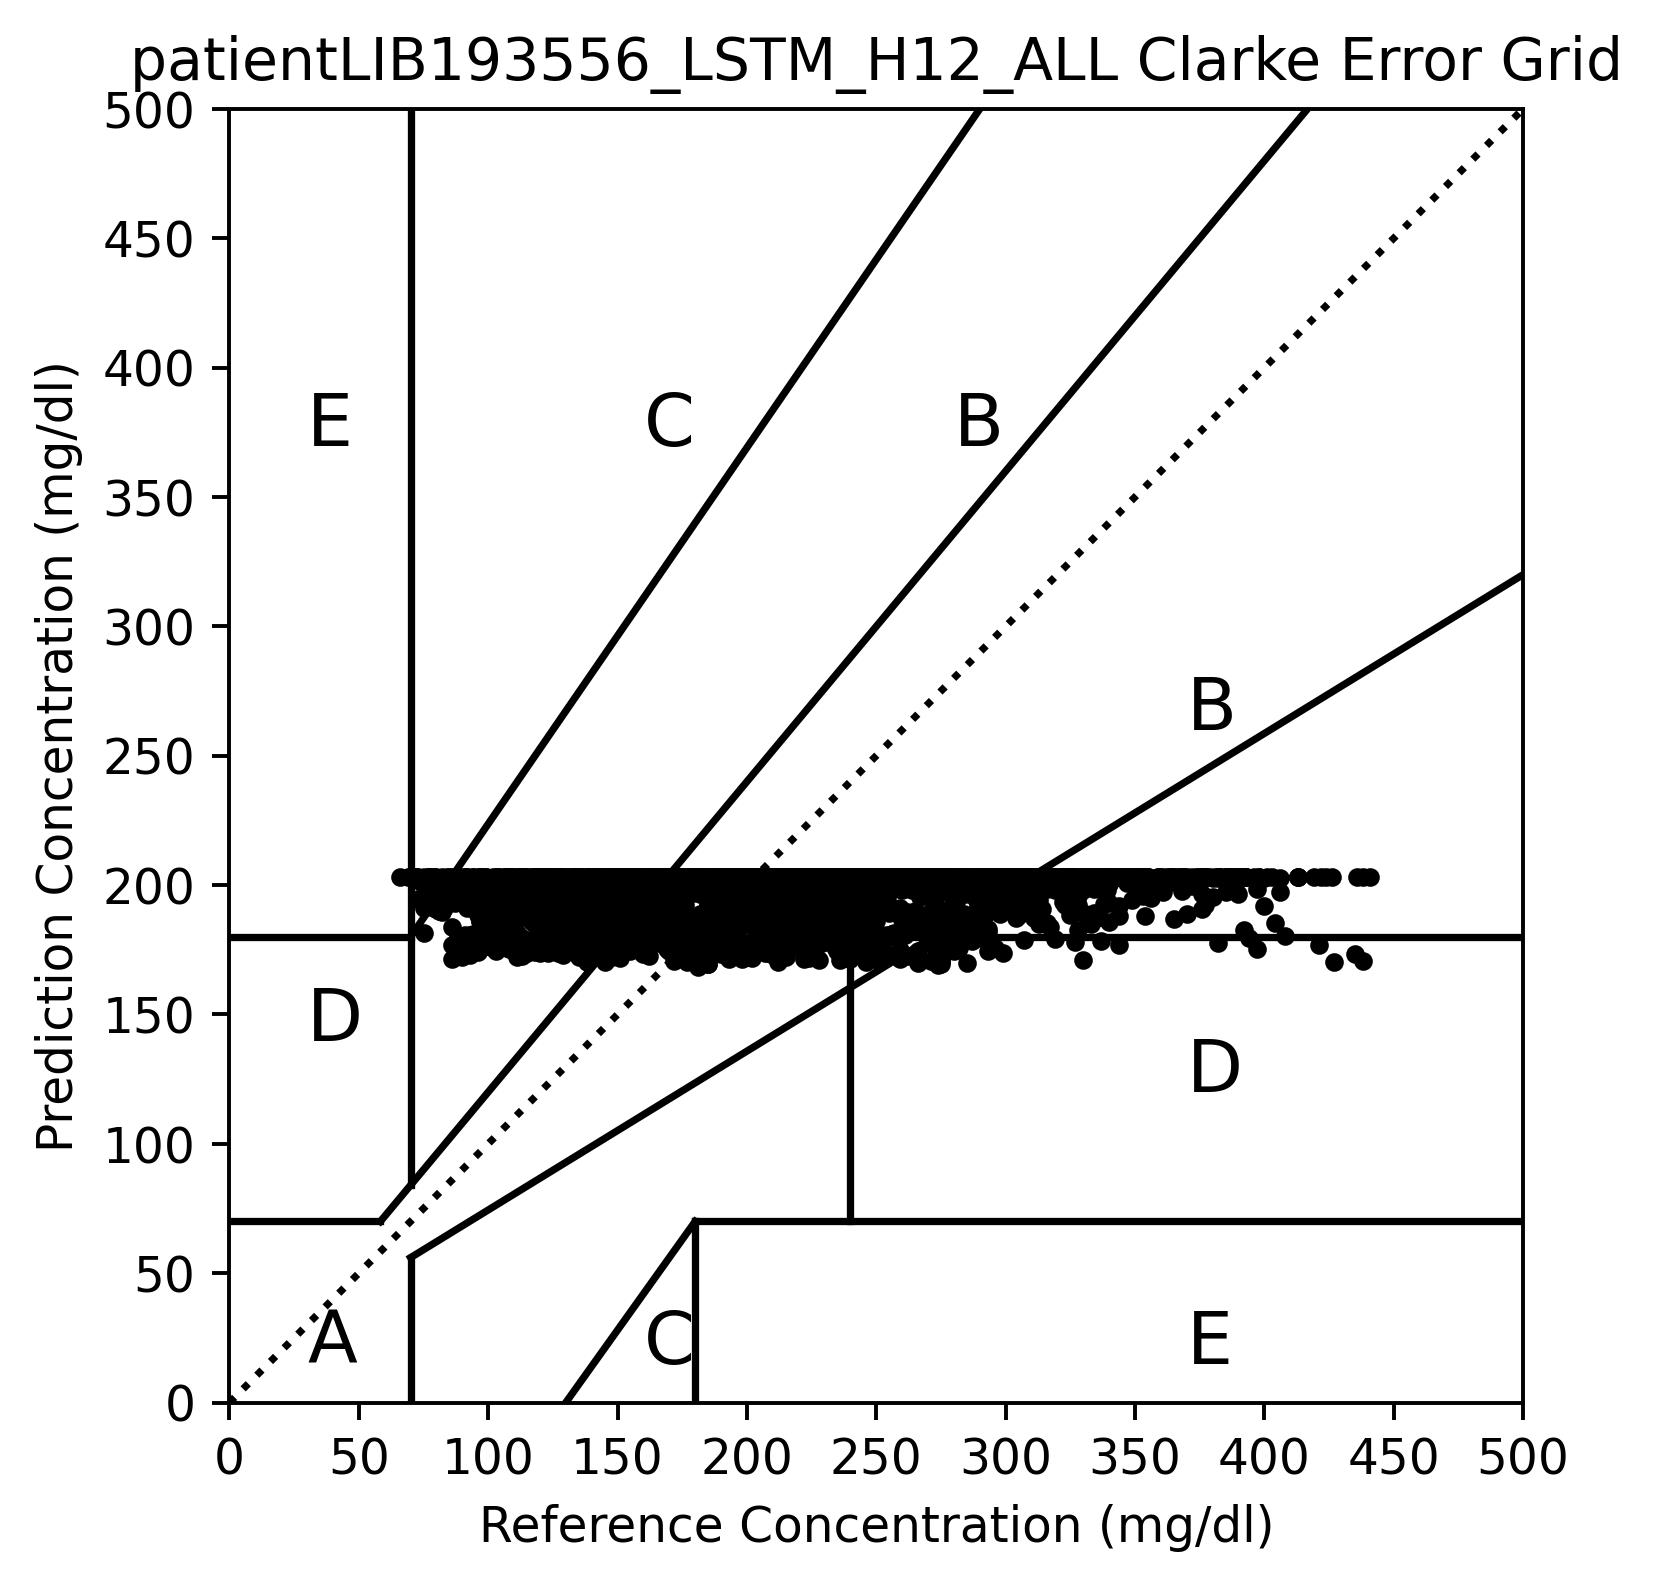 patientLIB193556_LSTM_H12_ALL Clarke Error Grid
500
450
400
350
300
250
200
150
100
50
0
Prediction Concentration (mg/dl)
E
C
B
B
D
D
A
C
E
0 50 100 150 200 250 300 350 400 450 500
Reference Concentration (mg/dl)